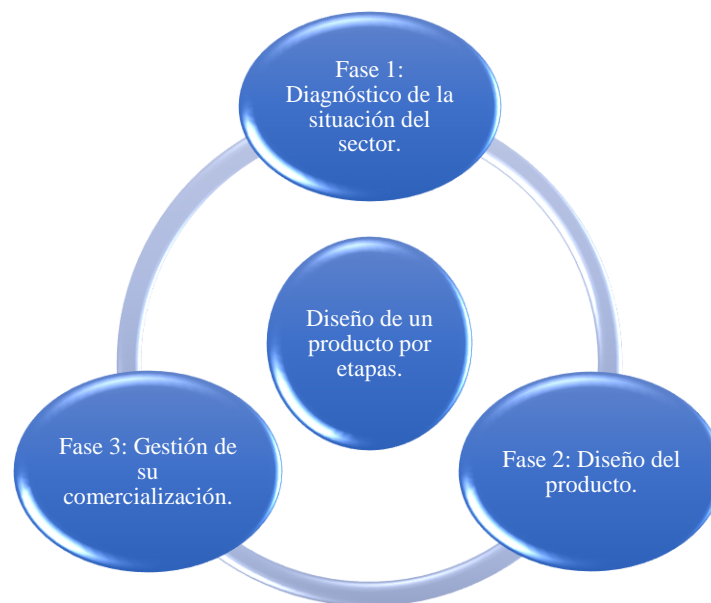 Fase 1:
Diagnóstico de la
situación del
sector.
Diseño de un
producto por
etapas.
Fase 3: Gestión de
su
comercialización.
Fase 2: Diseño del
producto.